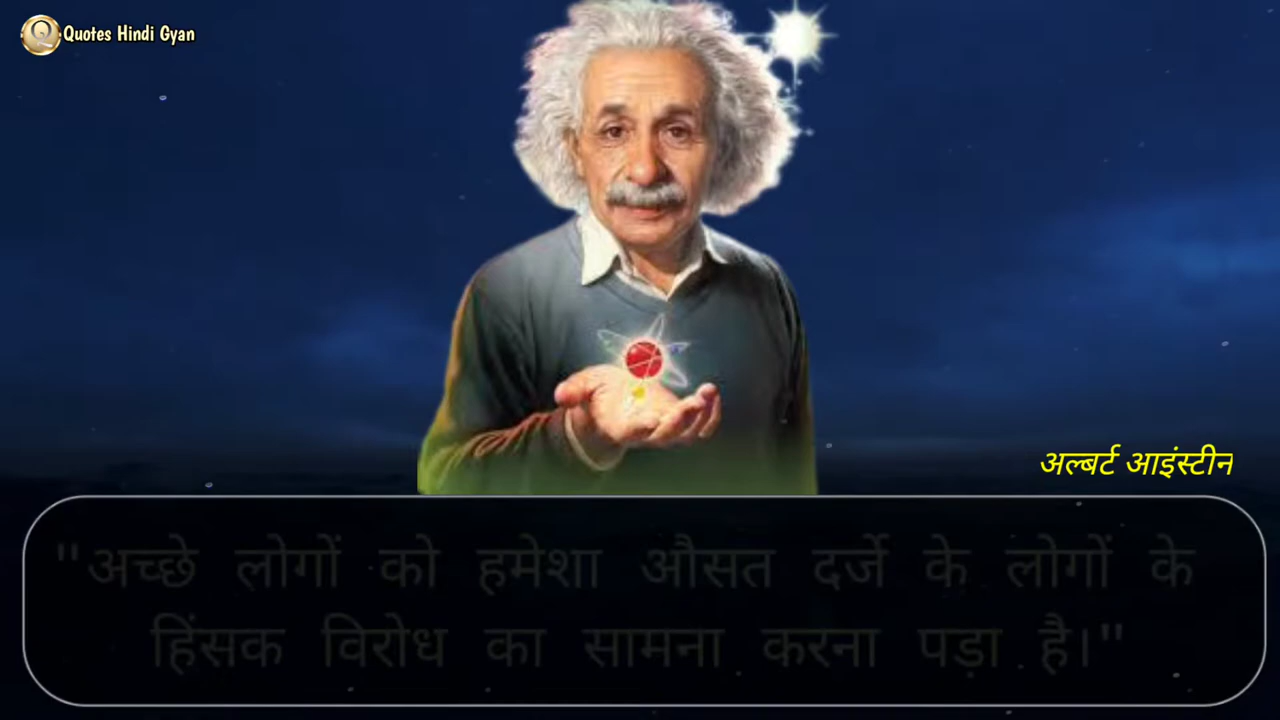 Quotes Hindi Gyan
अल्बर्ट आइंस्टीन
"अच्छे लोगों को हमेशा औसत दर्जे के लोगों के
हिंसक विरोध का सामना करना पड़ा है।"